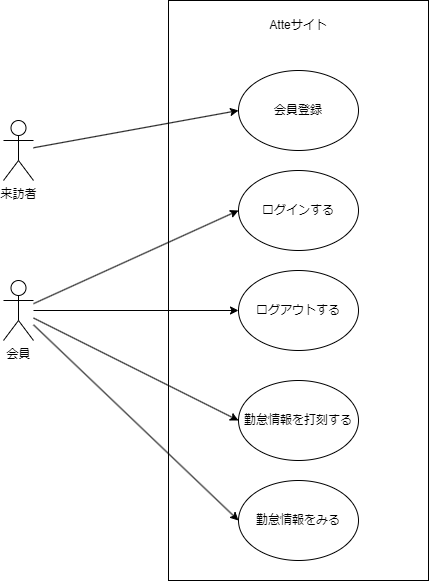 Atteサイト
会員登録
来訪者
ログインする
ログアウトする
会員
勤怠情報を打刻する
勤怠情報をみる